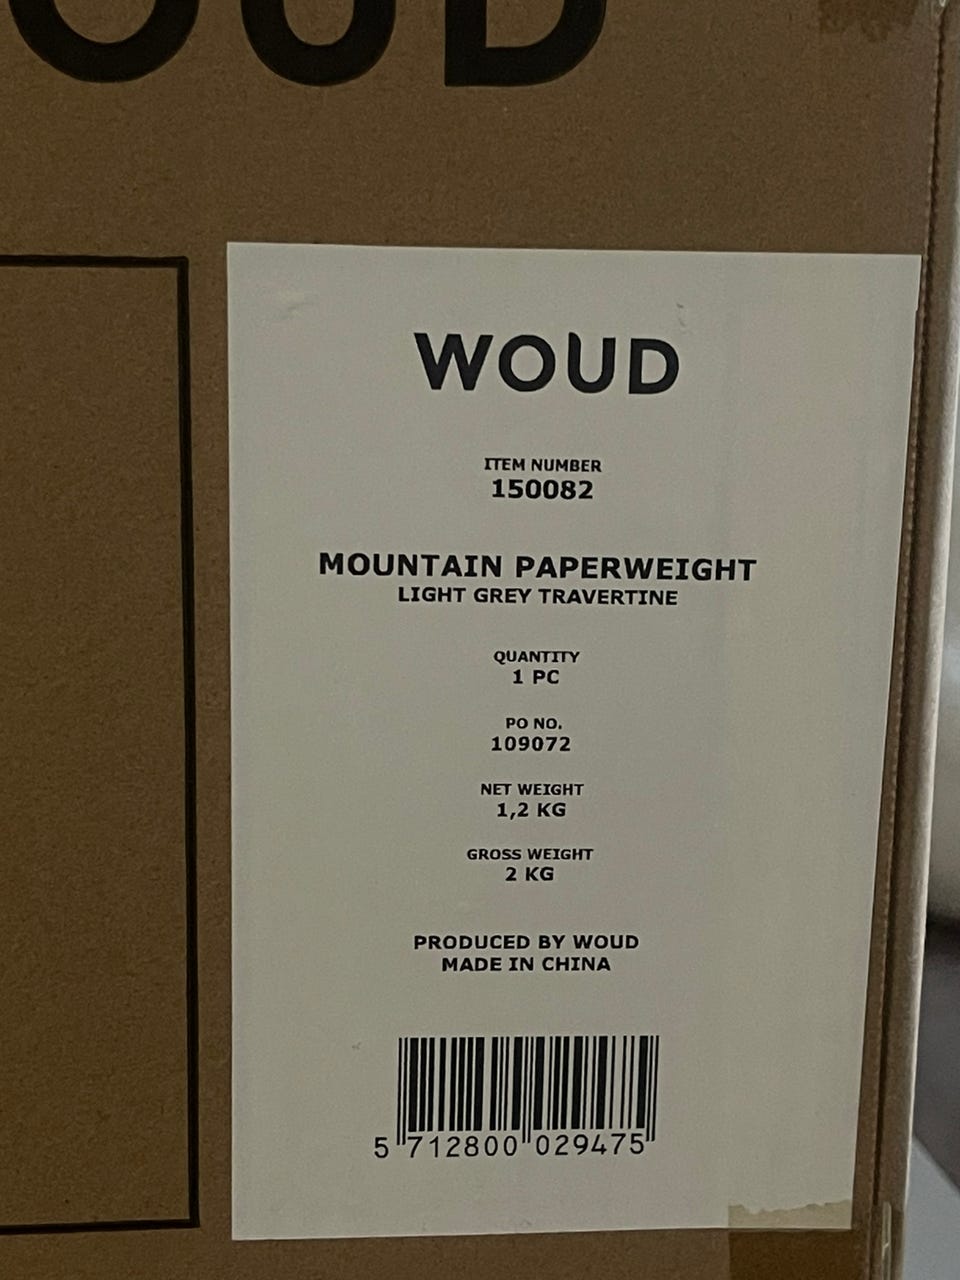 OUD
WOUD
ITEM NUMBER
150082
MOUNTAIN PAPERWEIGHT
LIGHT GREY TRAVERTINE
QUANTITY
1 PC
PO NO.
109072
NET WEIGHT
1,2 KG
GROSS WEIGHT
2 KG
PRODUCED BY WOUD
MADE IN CHINA
5 712800 029475